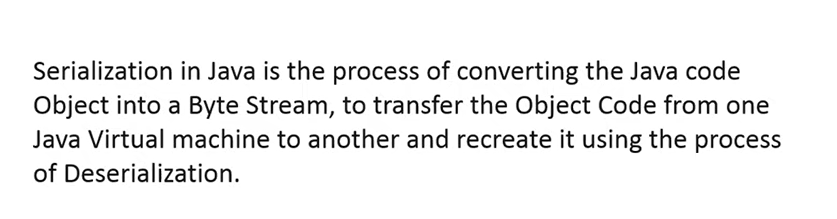 Serialization in Java is the process of converting the Java code
Object into a Byte Stream, to transfer the Object Code from one
Java Virtual machine to another and recreate it using the process
of Deserialization.